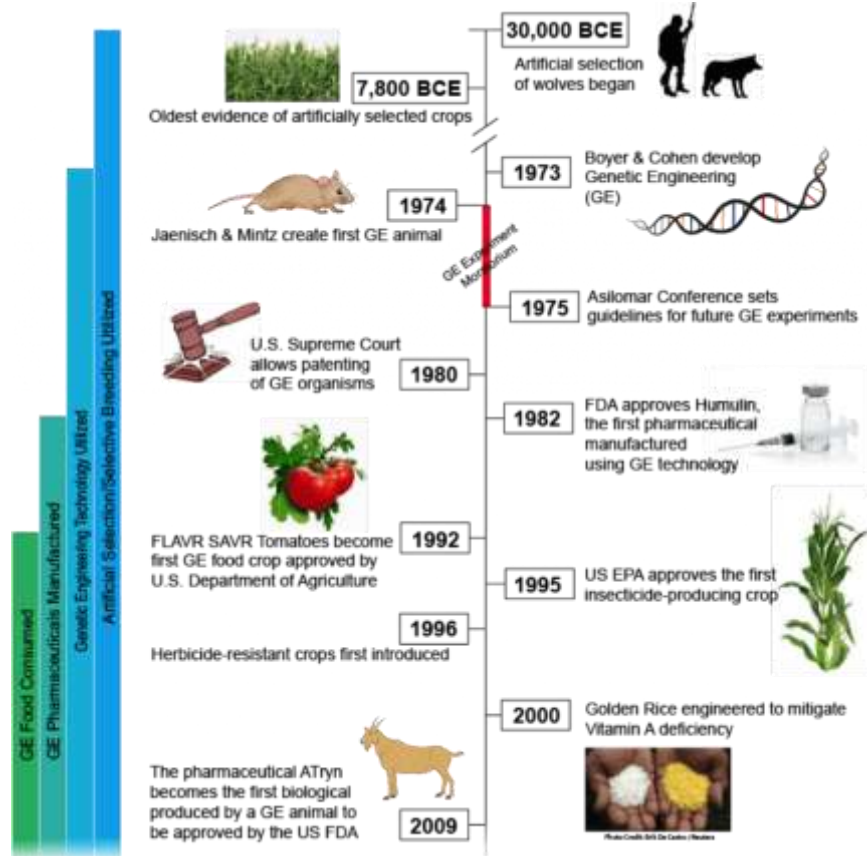 30,000 BCE
Artificial selection
of wolves began
7,800 BCE
Oldest evidence of artificially selected crops
1973
Boyer & Cohen develop
Genetic Engineering
(GE)
1974
Jaenisch & Mintz create first GE animal
GE Experiment
Moratorium
1975
Asilomar Conference sets
guidelines for future GE experiments
U.S. Supreme Court
allows patenting
of GE organisms
1980
1982
FDA approves Humulin,
the first pharmaceutical
manufactured
using GE technology
1992
FLAVR SAVR Tomatoes become
first GE food crop approved by
U.S. Department of Agriculture
1995
US EPA approves the first
insecticide-producing crop
1996
Herbicide-resistant crops first introduced
2000
Golden Rice engineered to mitigate
Vitamin A deficiency
Photo Credit: Erik De Castro / Reuters
The pharmaceutical ATryn
becomes the first biological
produced by a GE animal to
be approved by the US FDA
2009
GE Food Consumed
GE Pharmaceuticals Manufactured
Genetic Engineering Technology Utilized
Artificial Selection/Selective Breeding Utilized